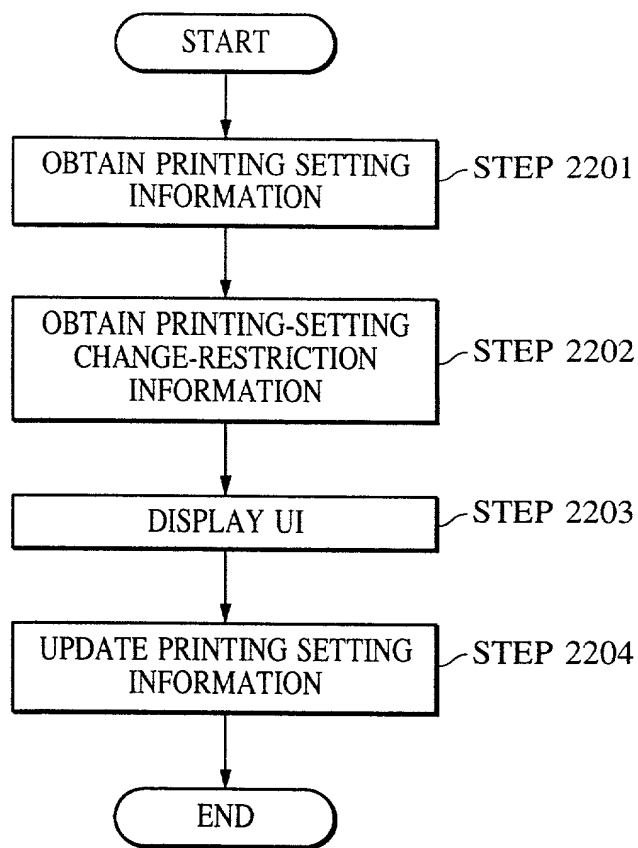 START
OBTAIN PRINTING SETTING
INFORMATION
STEP 2201
OBTAIN PRINTING-SETTING
CHANGE-RESTRICTION
INFORMATION
STEP 2202
DISPLAY UI
STEP 2203
UPDATE PRINTING SETTING
INFORMATION
STEP 2204
END